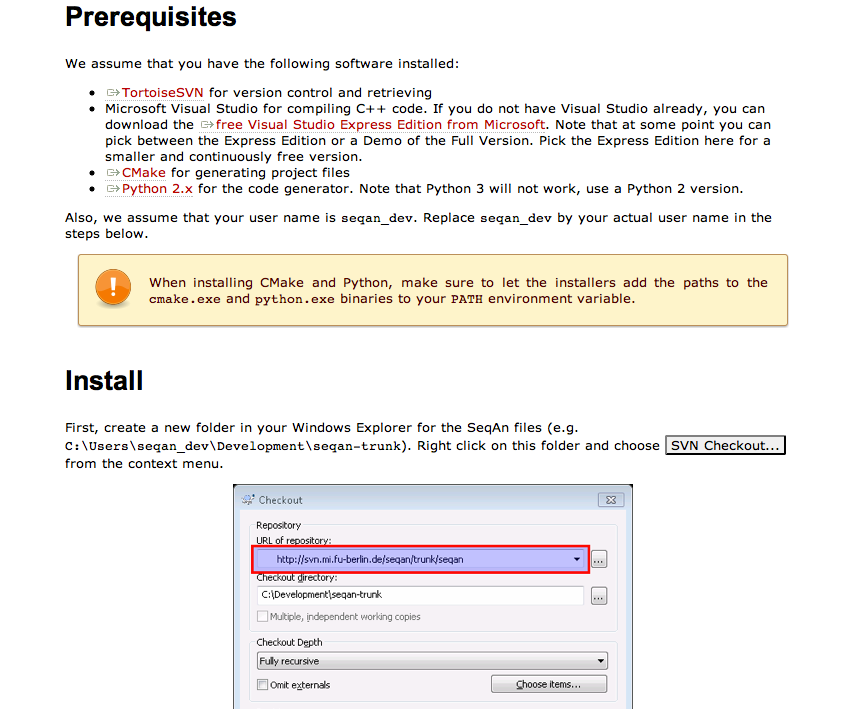 Prerequisites
We assume that you have the following software installed:
TortoiseSVN for version control and retrieving
Microsoft Visual Studio for compiling C++ code. If you do not have Visual Studio already, you can
download the free Visual Studio Express Edition from Microsoft. Note that at some point you can
pick between the Express Edition or a Demo of the Full Version. Pick the Express Edition here for a
smaller and continuously free version.
CMake for generating project files
Python 2.x for the code generator. Note that Python 3 will not work, use a Python 2 version.
Also, we assume that your user name is seqan_dev. Replace seqan_dev by your actual user name in the
steps below.
When installing CMake and Python, make sure to let the installers add the paths to the
cmake.exe and python.exe binaries to your PATH environment variable.
Install
First, create a new folder in your Windows Explorer for the SeqAn files (e.g.
C:\Users\seqan_dev\Development\seqan-trunk). Right click on this folder and choose SVN Checkout...
from the context menu.
Checkout
Repository
URL of repository:
http://svn.mi.fu-berlin.de/seqan/trunk/seqan
...
Checkout directory:
C:\Development\seqan-trunk
...
Multiple, independent working copies
Checkout Depth
Fully recursive
Omit externals
Choose items...